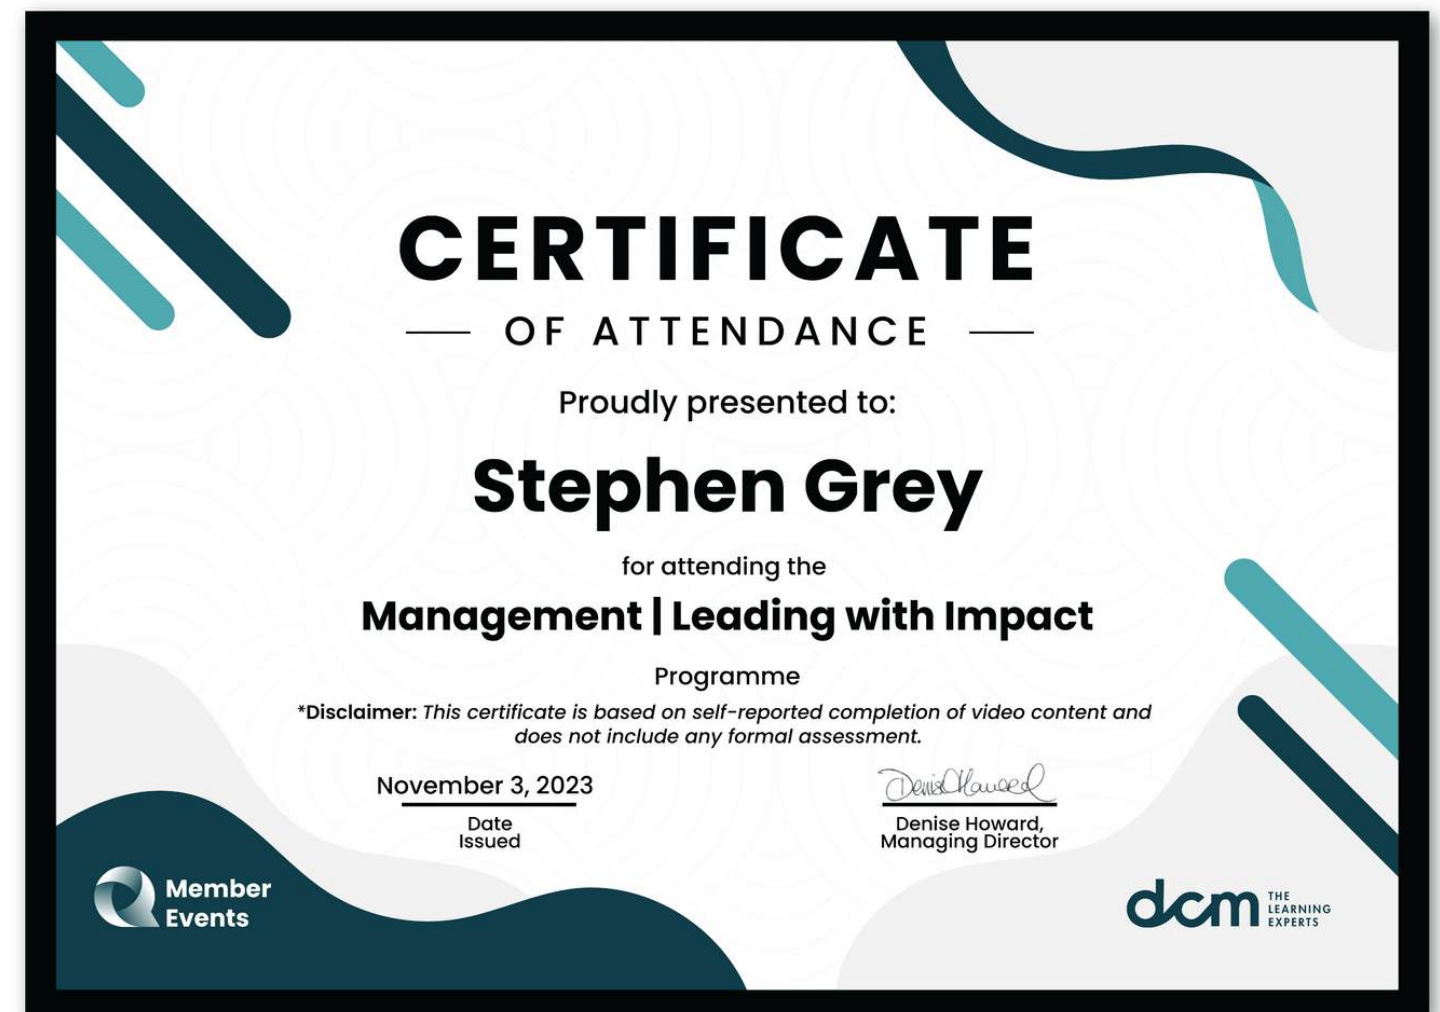 CERTIFICATE
OF ATTENDANCE
Proudly presented to:
Stephen Grey
for attending the
Management | Leading with Impact
Programme
*Disclaimer: This certificate is based on self-reported completion of video content and
does not include any formal assessment.
November 3, 2023
Date
Issued
Denise Howard
Denise Howard,
Managing Director
Member
Events
dcm THE
LEARNING
EXPERTS